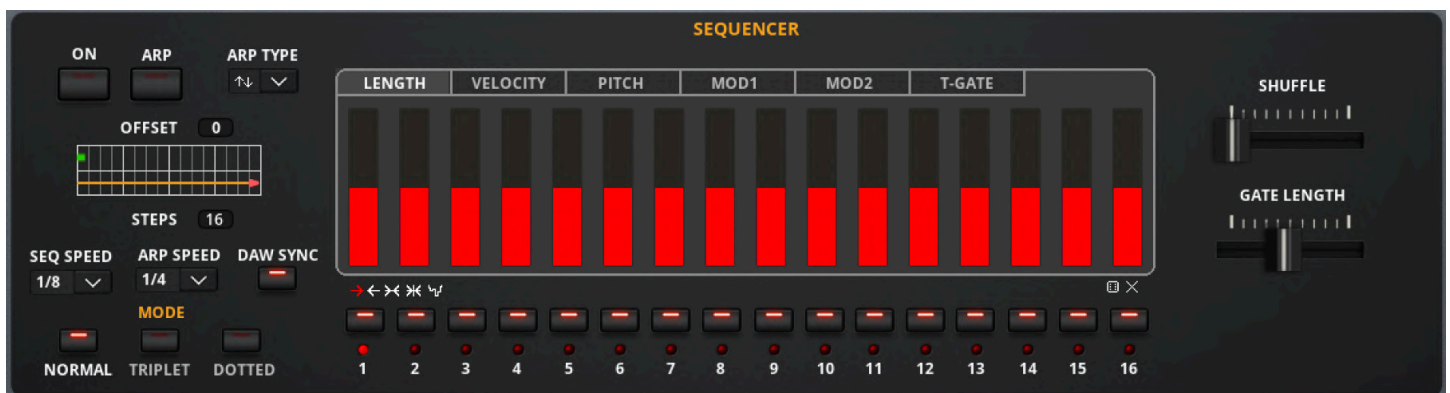 SEQUENCER
ON ARP ARP TYPE
LENGTH VELOCITY PITCH MOD1 MOD2 T-GATE
SHUFFLE
OFFSET 0
GATE LENGTH
STEPS 16
SEQ SPEED ARP SPEED DAW SYNC
1/8 1/4
MODE
NORMAL TRIPLET DOTTED
1 2 3 4 5 6 7 8 9 10 11 12 13 14 15 16